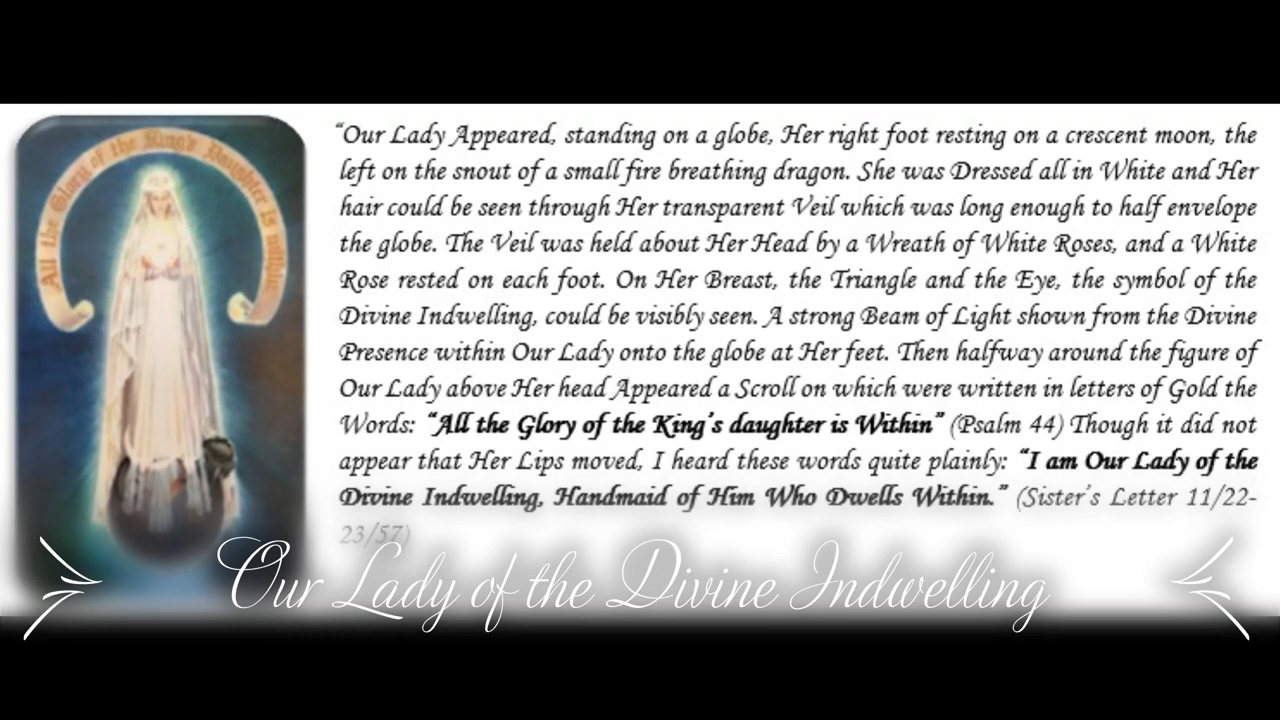 All the Glory of the King's Daughter is within
“Our Lady Appeared, standing on a globe, Her right foot resting on a crescent moon, the
left on the snout of a small fire breathing dragon. She was Dressed all in White and Her
hair could be seen through Her transparent Veil which was long enough to half envelope
the globe. The Veil was held about Her Head by a Wreath of White Roses, and a White
Rose rested on each foot. On Her Breast, the Triangle and the Eye, the symbol of the
Divine Indwelling, could be visibly seen. A strong Beam of Light shown from the Divine
Presence within Our Lady onto the globe at Her feet. Then halfway around the figure of
Our Lady above Her head Appeared a Scroll on which were written in letters of Gold the
Words: “All the Glory of the King’s daughter is Within” (Psalm 44) Though it did not
appear that Her Lips moved, I heard these words quite plainly: “I am Our Lady of the
Divine Indwelling, Handmaid of Him Who Dwells Within.” (Sister’s Letter 11/22-
23/57)
Our Lady of the Divine Indwelling